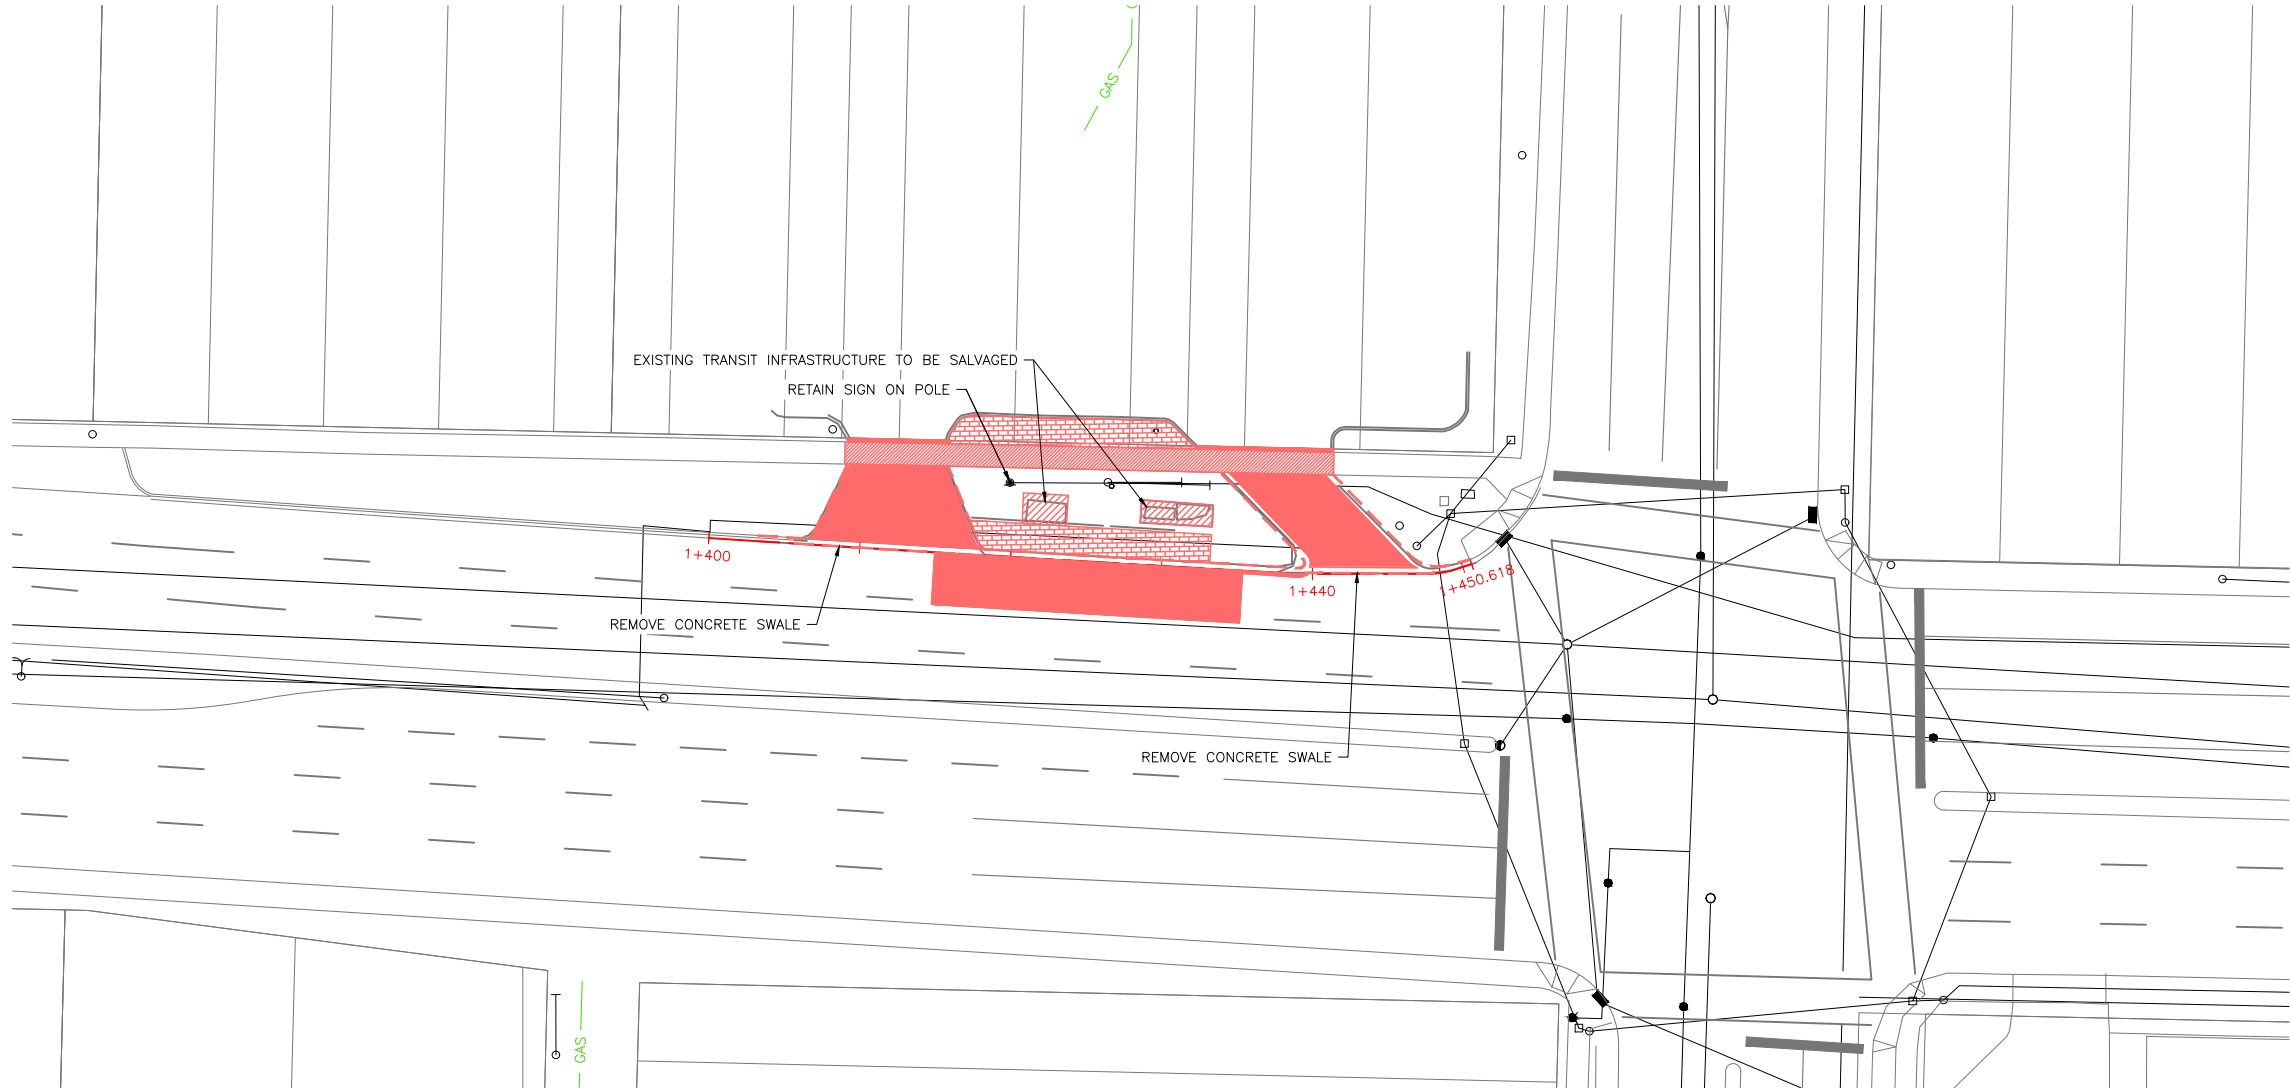 GAS
EXISTING TRANSIT INFRASTRUCTURE TO BE SALVAGED
RETAIN SIGN ON POLE
1+400
1+440
1+450.618
REMOVE CONCRETE SWALE
REMOVE CONCRETE SWALE
GAS